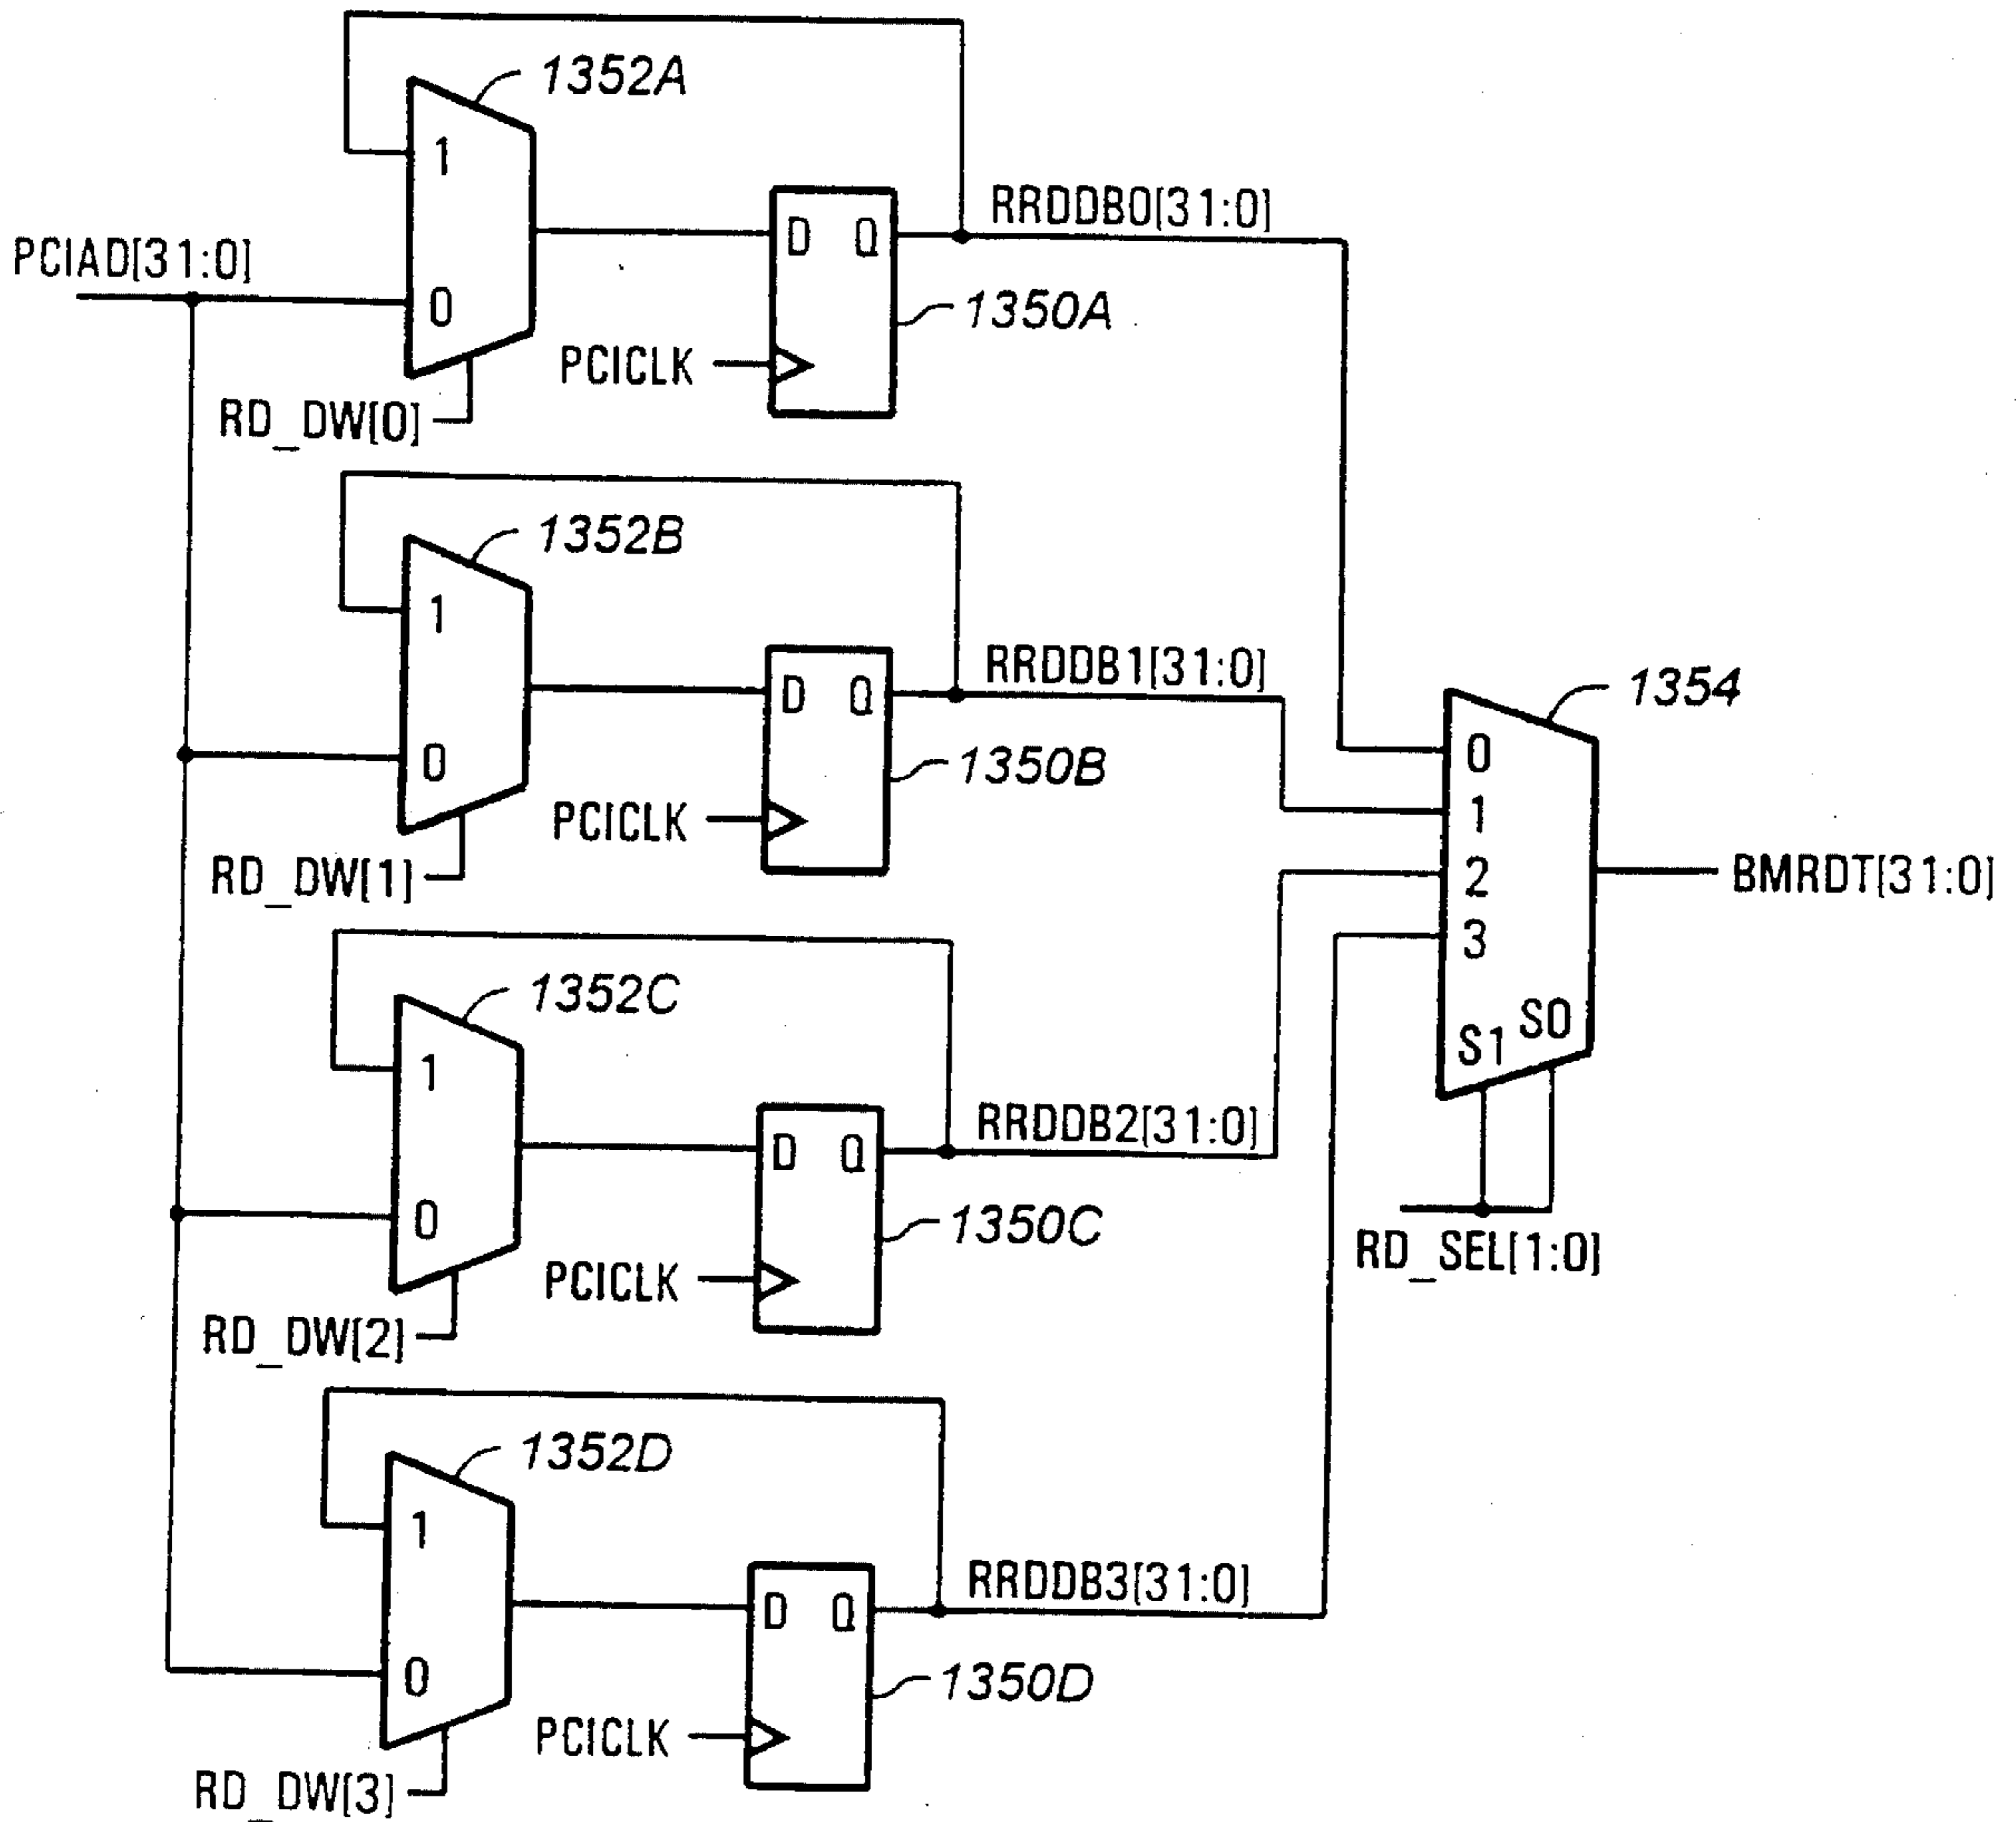 1352A
1
RRDDB0[31:0]
PCIAD[31:0]
D Q
0
1350A
PCICLK
RD_DW[0]
1352B
1
RRDDB1[31:0]
1354
D Q
0
1350B
0
1
PCICLK
RD_DW[1]
2
BMRDT[31:0]
3
1352C
S1 S0
1
RRDDB2[31:0]
D Q
0
1350C
RD_SEL[1:0]
PCICLK
RD_DW[2]
1352D
1
RRDDB3[31:0]
D Q
0
1350D
PCICLK
RD_DW[3]